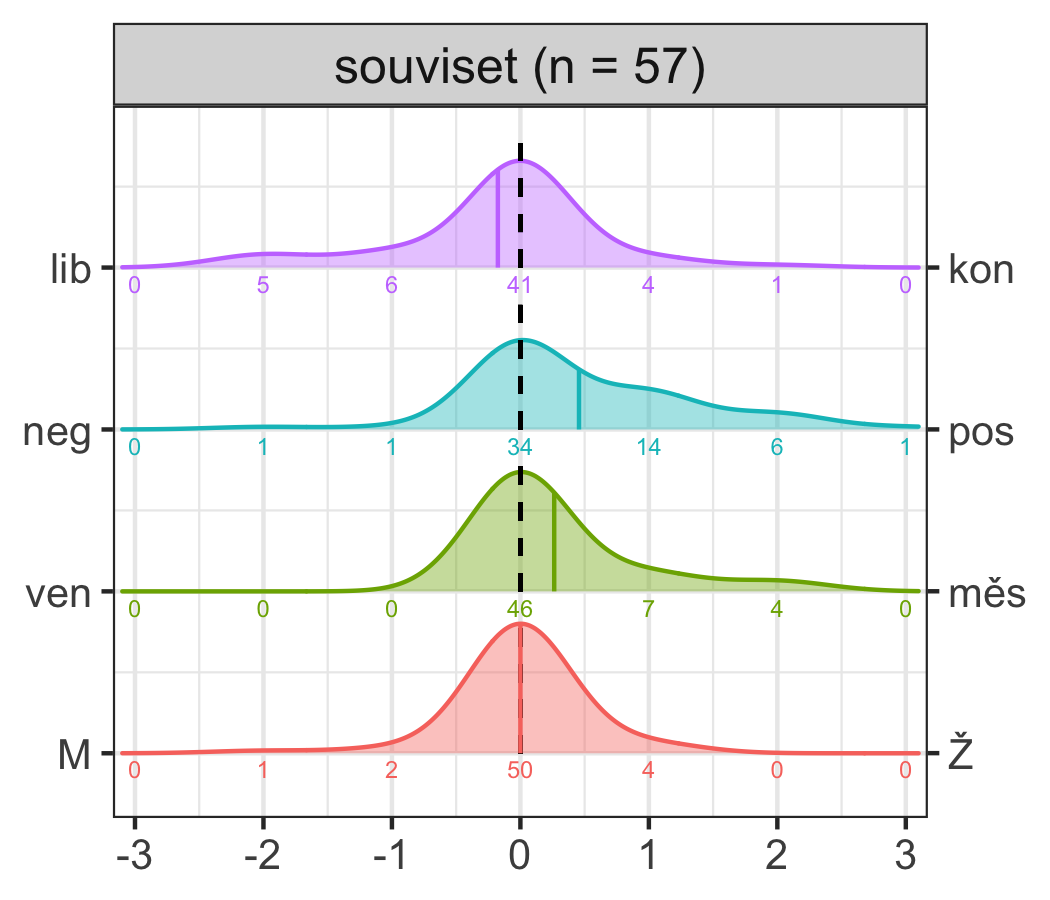 souviset (n = 57)
lib kon
0 5 6 41 4 1 0
neg pos
0 1 1 34 14 6 1
ven měs
0 0 0 46 7 4 0
M Ž
0 1 2 50 4 0 0
-3 -2 -1 0 1 2 3